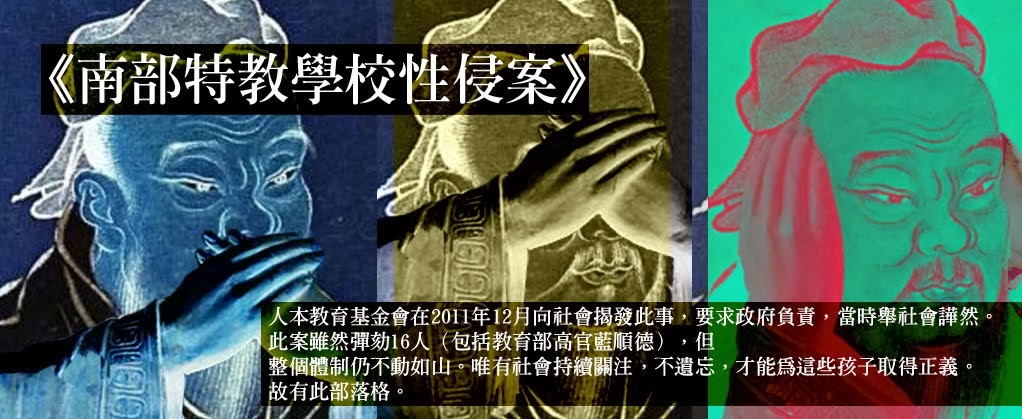 《南部特教學校性侵案》
人本教育基金會在2011年12月向社會揭發此事，要求政府負責，當時舉社會譁然。
此案雖然彈劾16人（包括教育部高官藍順德），但
整個體制仍不動如山。唯有社會持續關注，不遺忘，才能為這些孩子取得正義。
故有此部落格。